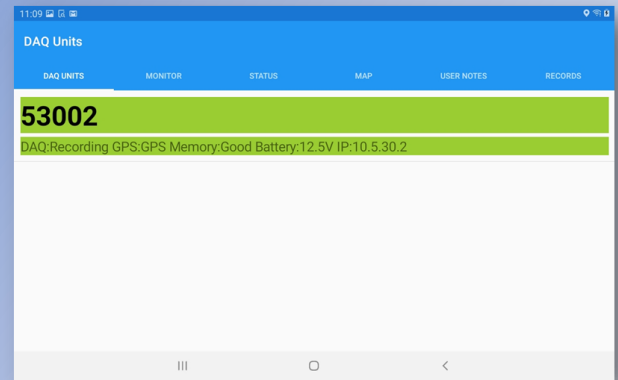 11:09
DAQ Units
DAQ UNITS MONITOR STATUS MAP USER NOTES RECORDS
53002
DAQ:Recording GPS:GPS Memory:Good Battery:12.5V IP:10.5.30.2